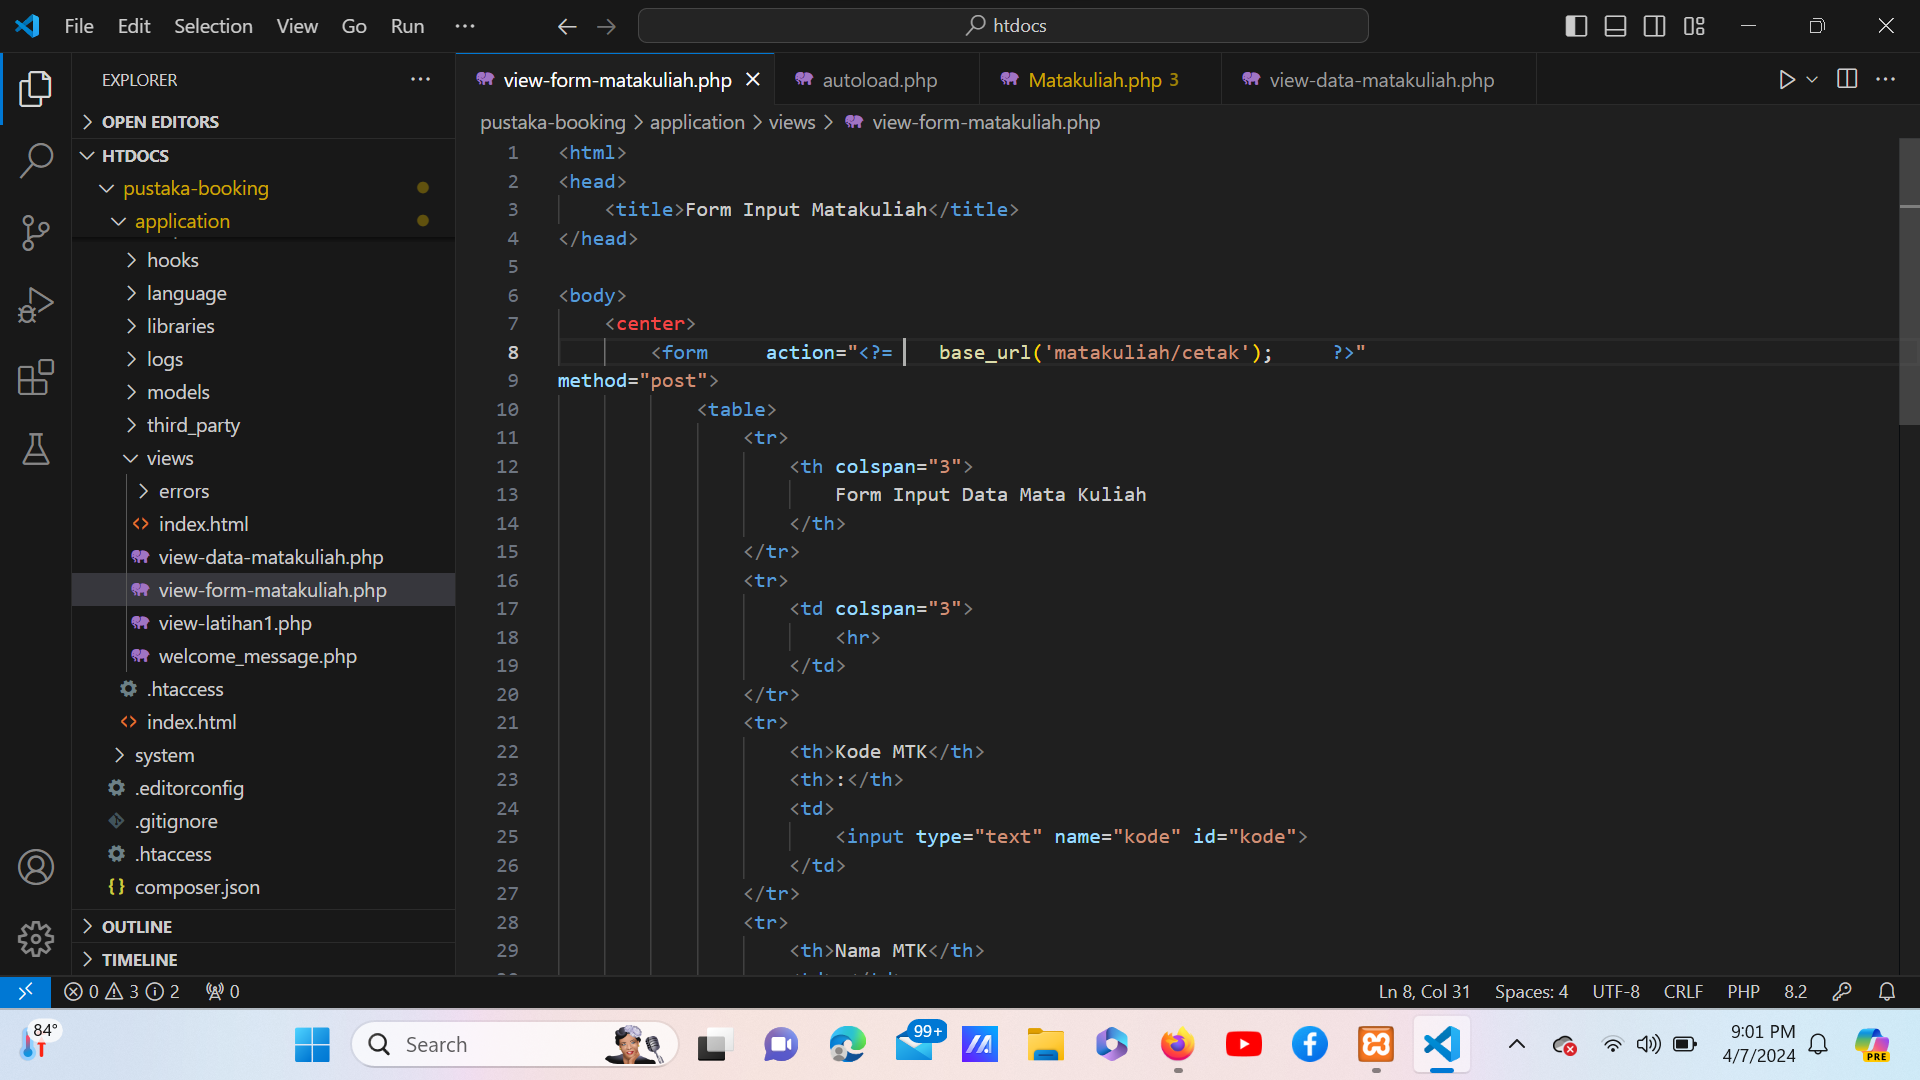 File Edit Selection View Go Run ···
htdocs
EXPLORER
OPEN EDITORS
HTDOCS
pustaka-booking
application
hooks
language
libraries
logs
models
third_party
views
errors
index.html
view-data-matakuliah.php
view-form-matakuliah.php
view-latihan1.php
welcome_message.php
.htaccess
index.html
system
.editorconfig
.gitignore
.htaccess
composer.json
OUTLINE
TIMELINE
view-form-matakuliah.php autoload.php Matakuliah.php 3 view-data-matakuliah.php
pustaka-booking > application > views > view-form-matakuliah.php
1 <html>
2 <head>
3 <title>Form Input Matakuliah</title>
4 </head>
5
6 <body>
7 <center>
8 <form action="<?= base_url('matakuliah/cetak'); ?>"
9 method="post">
10 <table>
11 <tr>
12 <th colspan="3">
13 Form Input Data Mata Kuliah
14 </th>
15 </tr>
16 <tr>
17 <td colspan="3">
18 <hr>
19 </td>
20 </tr>
21 <tr>
22 <th>Kode MTK</th>
23 <th>:</th>
24 <td>
25 <input type="text" name="kode" id="kode">
26 </td>
27 </tr>
28 <tr>
29 <th>Nama MTK</th>
0 3 2 0 Ln 8, Col 31 Spaces: 4 UTF-8 CRLF PHP 8.2
84° Search 99+ PRE
9:01 PM
4/7/2024